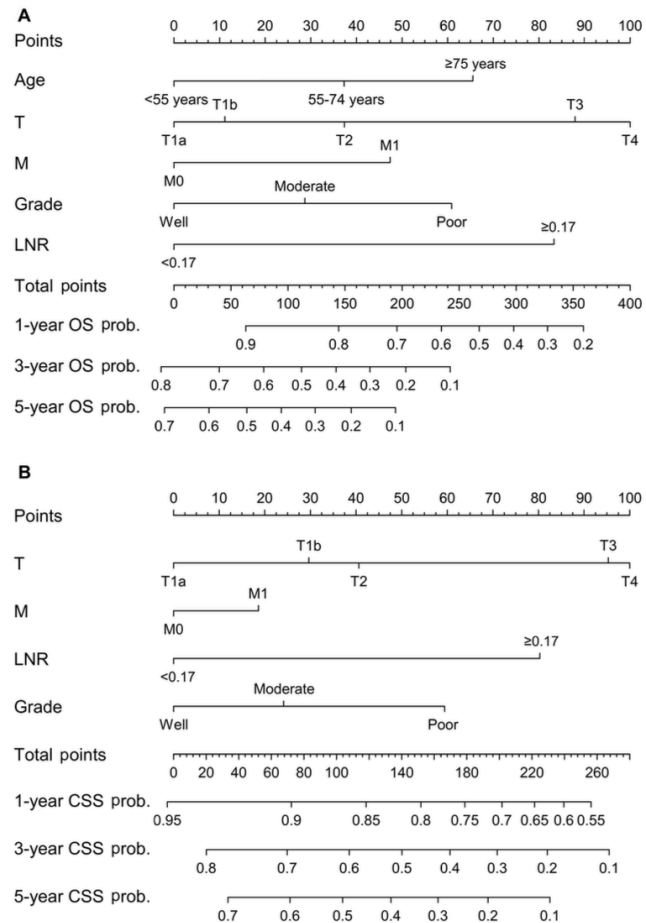 A
0 10 20 30 40 50 60 70 80 90 100
Points
≥75 years
Age
<55 years 55-74 years
T1b T3
T
T1a T2 T4
M1
M
M0
Moderate
Grade
Well Poor
≥0.17
LNR
<0.17
Total points
0 50 100 150 200 250 300 350 400
1-year OS prob.
0.9 0.8 0.7 0.6 0.5 0.4 0.3 0.2
3-year OS prob.
0.8 0.7 0.6 0.5 0.4 0.3 0.2 0.1
5-year OS prob.
0.7 0.6 0.5 0.4 0.3 0.2 0.1
B
0 10 20 30 40 50 60 70 80 90 100
Points
T1b T3
T
T1a T2 T4
M1
M
M0
≥0.17
LNR
<0.17
Moderate
Grade
Well Poor
Total points
0 20 40 60 80 100 140 180 220 260
1-year CSS prob.
0.95 0.9 0.85 0.8 0.75 0.7 0.65 0.6 0.55
3-year CSS prob.
0.8 0.7 0.6 0.5 0.4 0.3 0.2 0.1
5-year CSS prob.
0.7 0.6 0.5 0.4 0.3 0.2 0.1